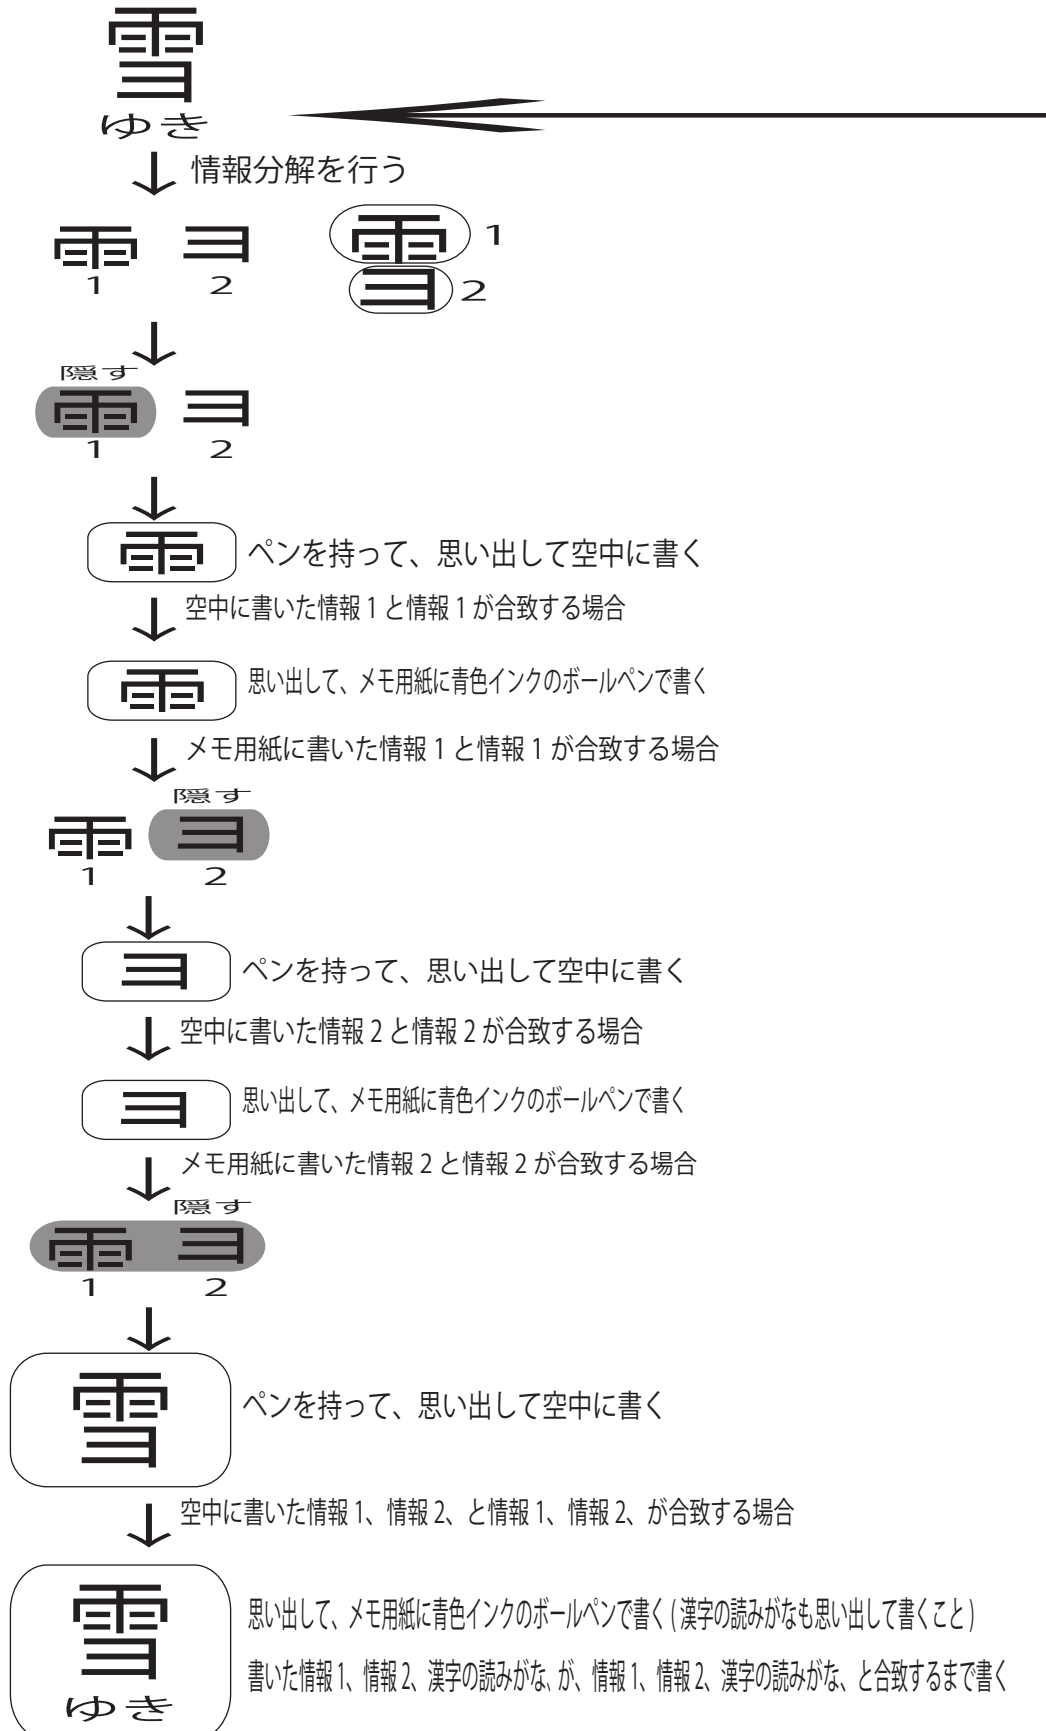 雪
ゆき
情報分解を行う
雨 ヨ
1 2
雪 1
2
隠す
雨 ヨ
1 2
雨 ペンを持って、思い出して空中に書く
空中に書いた情報1と情報1が合致する場合
雨 思い出して、メモ用紙に青色インクのボールペンで書く
メモ用紙に書いた情報1と情報1が合致する場合
隠す
雨 ヨ
1 2
ヨ ペンを持って、思い出して空中に書く
空中に書いた情報2と情報2が合致する場合
ヨ 思い出して、メモ用紙に青色インクのボールペンで書く
メモ用紙に書いた情報2と情報2が合致する場合
隠す
雨 ヨ
1 2
雪 ペンを持って、思い出して空中に書く
空中に書いた情報1、情報2、と情報1、情報2、が合致する場合
雪 思い出して、メモ用紙に青色インクのボールペンで書く(漢字の読みがなも思い出して書くこと)
書いた情報1、情報2、漢字の読みがな、が、情報1、情報2、漢字の読みがな、と合致するまで書く
ゆき